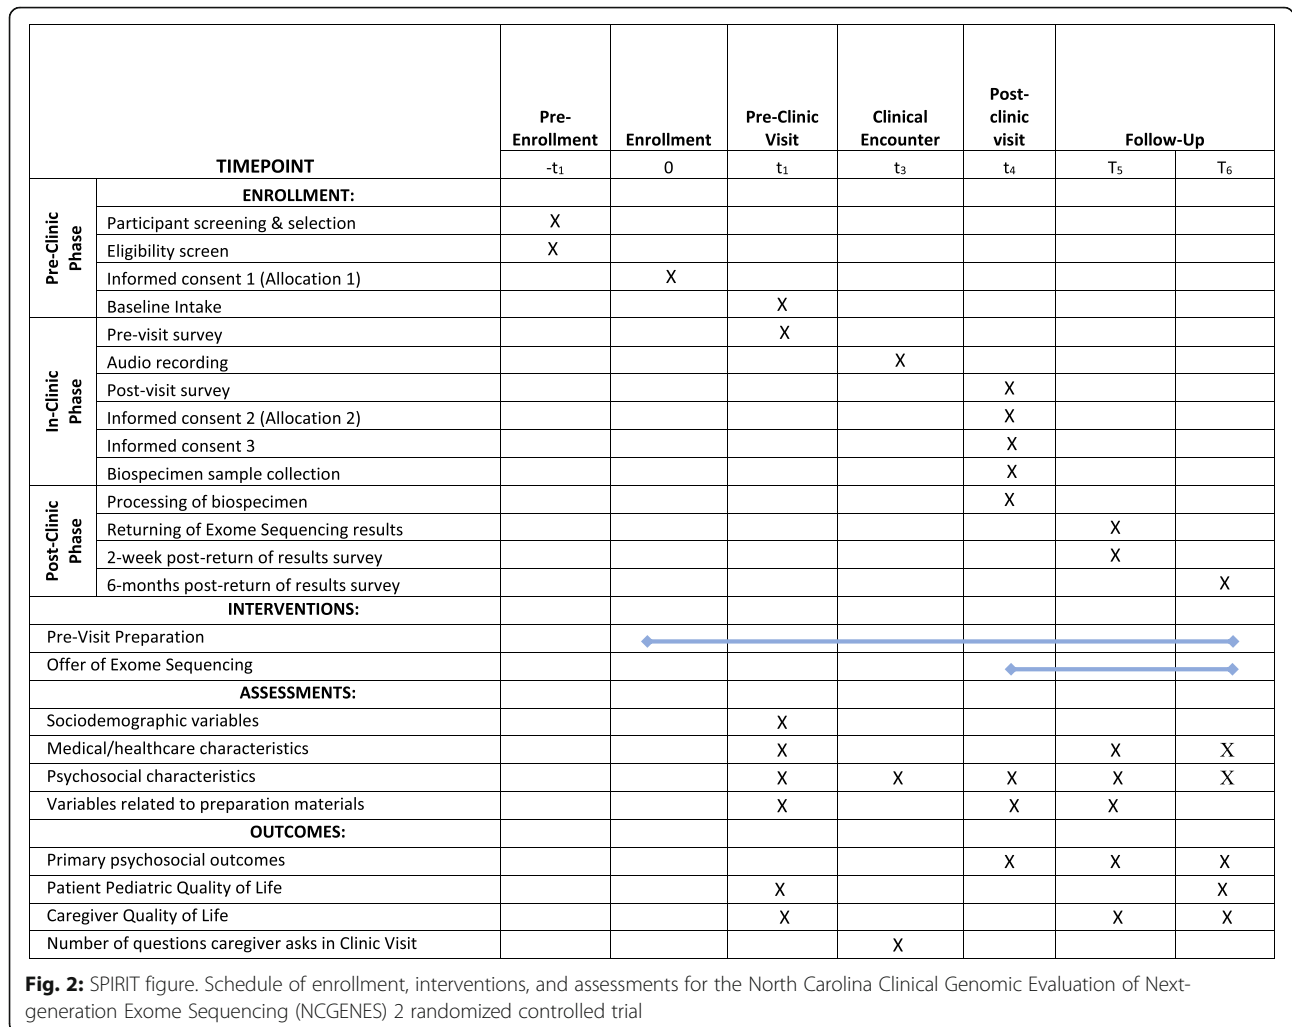 Pre-
Enrollment
Enrollment
Pre-Clinic
Visit
Clinical
Encounter
Post-
clinic
visit
Follow-Up
TIMEPOINT -t1 0 t1 t3 t4 T5 T6
Pre-Clinic
Phase
ENROLLMENT:
Participant screening & selection X
Eligibility screen X
Informed consent 1 (Allocation 1) X
Baseline Intake X
In-Clinic
Phase
Pre-visit survey X
Audio recording X
Post-visit survey X
Informed consent 2 (Allocation 2) X
Informed consent 3 X
Biospecimen sample collection X
Post-Clinic
Phase
Processing of biospecimen X
Returning of Exome Sequencing results X
2-week post-return of results survey X
6-months post-return of results survey X
INTERVENTIONS:
Pre-Visit Preparation
Offer of Exome Sequencing
ASSESSMENTS:
Sociodemographic variables X
Medical/healthcare characteristics X X X
Psychosocial characteristics X X X X X
Variables related to preparation materials X X X
OUTCOMES:
Primary psychosocial outcomes X X X
Patient Pediatric Quality of Life X X
Caregiver Quality of Life X X X
Number of questions caregiver asks in Clinic Visit X
Fig. 2: SPIRIT figure. Schedule of enrollment, interventions, and assessments for the North Carolina Clinical Genomic Evaluation of Next-
generation Exome Sequencing (NCGENES) 2 randomized controlled trial